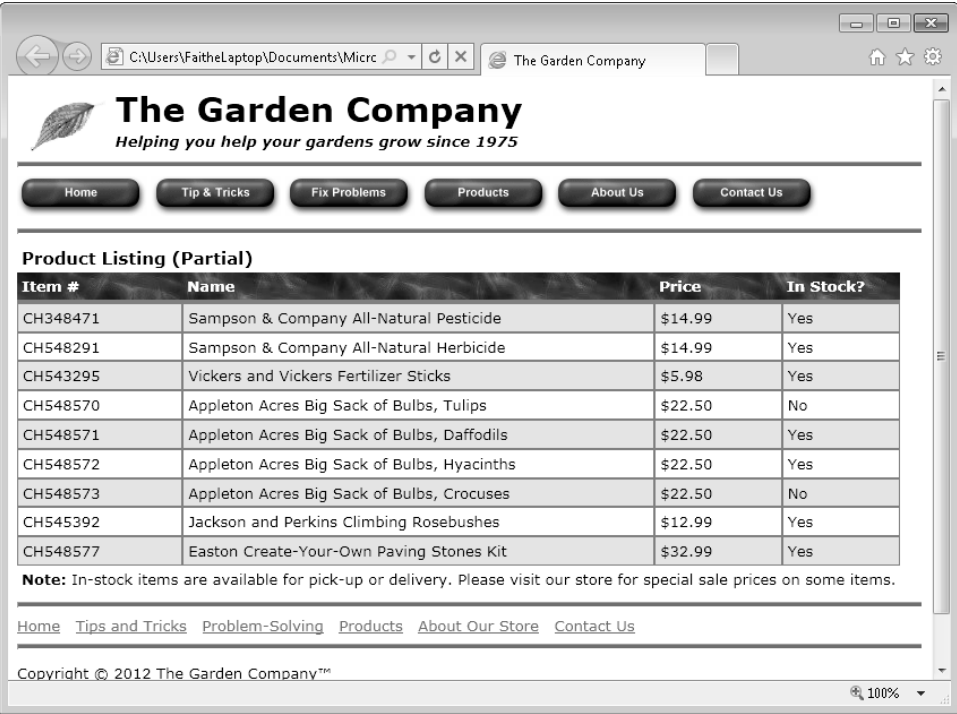 C:\Users\FaitheLaptop\Documents\Micrc
The Garden Company
The Garden Company
Helping you help your gardens grow since 1975
Home Tip & Tricks Fix Problems Products About Us Contact Us
Product Listing (Partial)
Item # Name Price In Stock?
CH348471 Sampson & Company All-Natural Pesticide $14.99 Yes
CH548291 Sampson & Company All-Natural Herbicide $14.99 Yes
CH543295 Vickers and Vickers Fertilizer Sticks $5.98 Yes
CH548570 Appleton Acres Big Sack of Bulbs, Tulips $22.50 No
CH548571 Appleton Acres Big Sack of Bulbs, Daffodils $22.50 Yes
CH548572 Appleton Acres Big Sack of Bulbs, Hyacinths $22.50 Yes
CH548573 Appleton Acres Big Sack of Bulbs, Crocuses $22.50 No
CH545392 Jackson and Perkins Climbing Rosebushes $12.99 Yes
CH548577 Easton Create-Your-Own Paving Stones Kit $32.99 Yes
Note: In-stock items are available for pick-up or delivery. Please visit our store for special sale prices on some items.
Home Tips and Tricks Problem-Solving Products About Our Store Contact Us
Copyright © 2012 The Garden Company™
100%